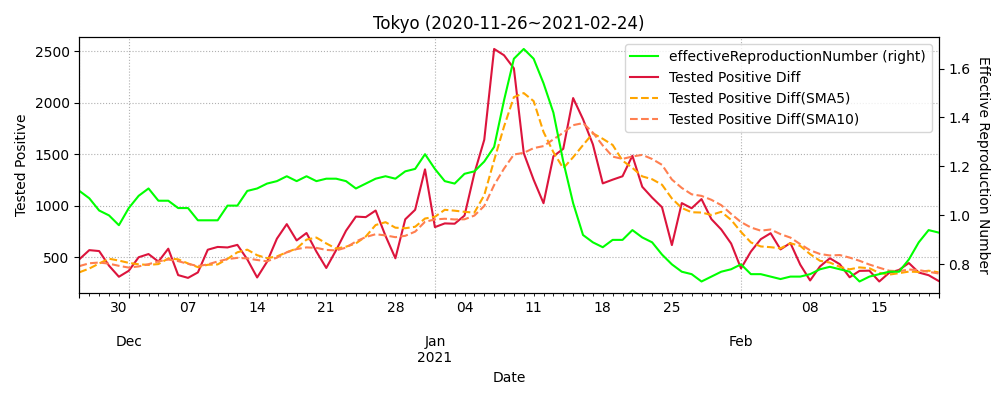 Tokyo (2020-11-26~2021-02-24)
effectiveReproductionNumber (right)
Tested Positive Diff
Tested Positive Diff(SMA5)
Tested Positive Diff(SMA10)
Tested Positive
2500
2000
1500
1000
500
Effective Reproduction Number
1.6
1.4
1.2
1.0
0.8
30 07 14 21 28 04 11 18 25 08 15
Dec Jan Feb
2021
Date